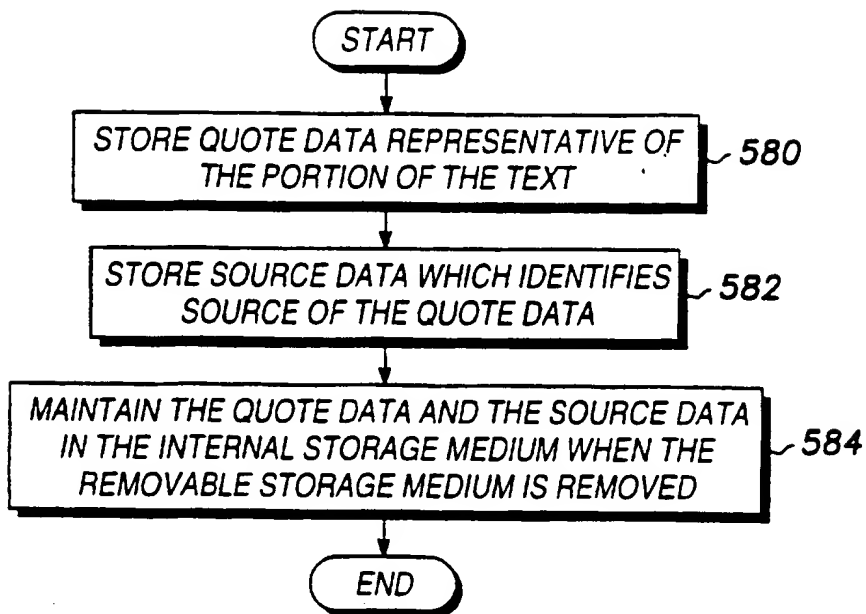 START
STORE QUOTE DATA REPRESENTATIVE OF
THE PORTION OF THE TEXT
580
STORE SOURCE DATA WHICH IDENTIFIES
SOURCE OF THE QUOTE DATA
582
MAINTAIN THE QUOTE DATA AND THE SOURCE DATA
IN THE INTERNAL STORAGE MEDIUM WHEN THE
REMOVABLE STORAGE MEDIUM IS REMOVED
584
END